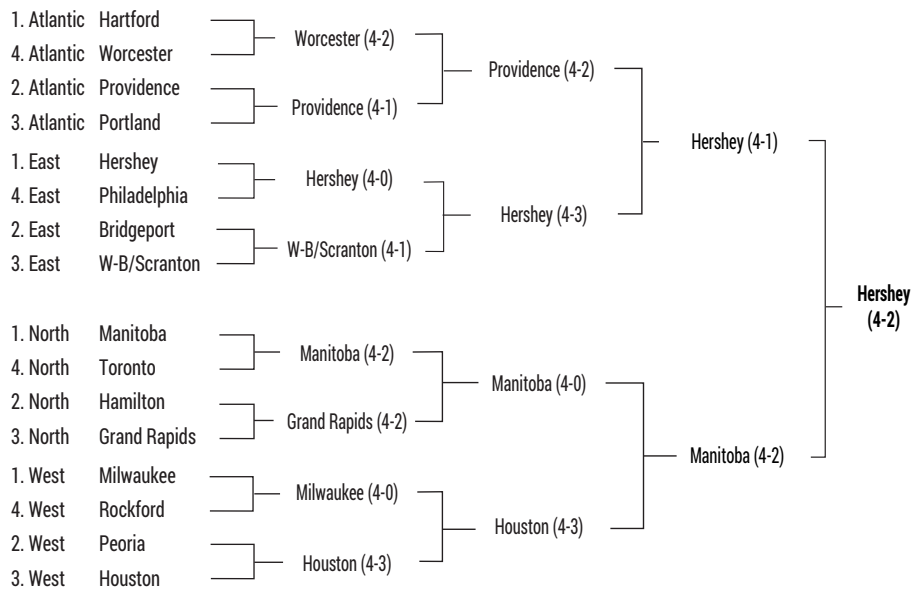 1. Atlantic Hartford
4. Atlantic Worcester
2. Atlantic Providence
3. Atlantic Portland
1. East Hershey
4. East Philadelphia
2. East Bridgeport
3. East W-B/Scranton
1. North Manitoba
4. North Toronto
2. North Hamilton
3. North Grand Rapids
1. West Milwaukee
4. West Rockford
2. West Peoria
3. West Houston
Worcester (4-2)
Providence (4-1)
Hershey (4-0)
W-B/Scranton (4-1)
Manitoba (4-2)
Grand Rapids (4-2)
Milwaukee (4-0)
Houston (4-3)
Providence (4-2)
Hershey (4-3)
Manitoba (4-0)
Houston (4-3)
Hershey (4-1)
Manitoba (4-2)
Hershey
(4-2)